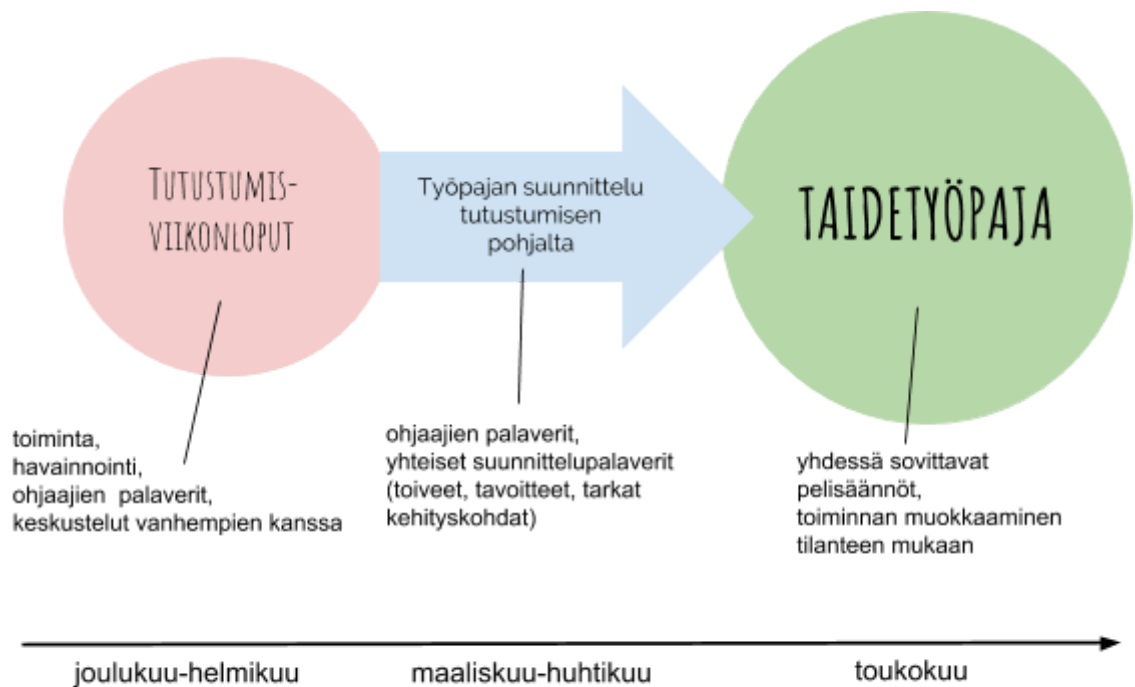 TUTUSTUMIS-
VIIKONLOPUT
Työpajan suunnittelu
tutustumisen
pohjalta
TAIDETYÖPAJA
toiminta,
havainnointi,
ohjaajien palaverit,
keskustelut vanhempien kanssa
ohjaajien palaverit,
yhteiset suunnittelupalaverit
(toiveet, tavoitteet, tarkat
kehityskohdat)
yhdessä sovittavat
pelisäännöt,
toiminnan muokkaaminen
tilanteen mukaan
joulukuu-helmikuu
maaliskuu-huhtikuu
toukokuu